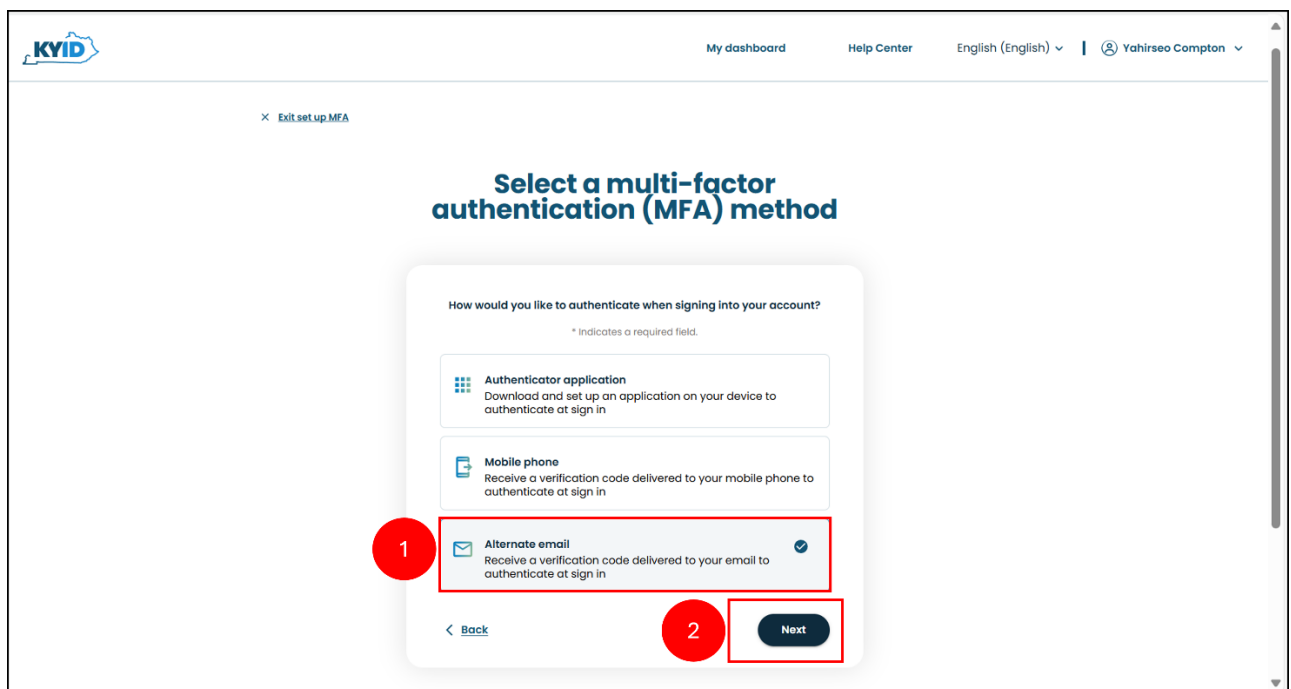 KYID
My dashboard
Help Center
English (English)
Yahirseo Compton
Exit set up MFA
Select a multi-factor
authentication (MFA) method
How would you like to authenticate when signing into your account?
* Indicates a required field.
Authenticator application
Download and set up an application on your device to
authenticate at sign in
Mobile phone
Receive a verification code delivered to your mobile phone to
authenticate at sign in
1
Alternate email
Receive a verification code delivered to your email to
authenticate at sign in
Back
2
Next